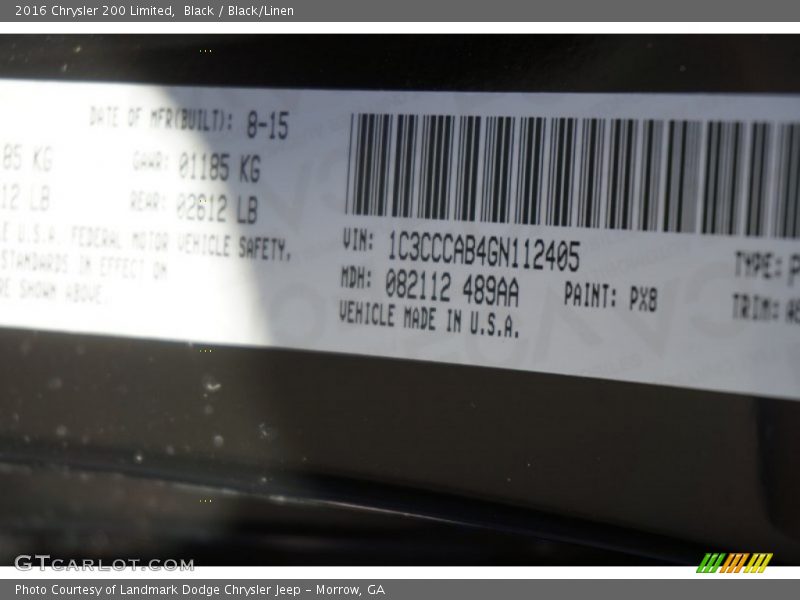 2016 Chrysler 200 Limited, Black / Black/Linen
DATE OF MFR(BUILT): 8-15
85 KG GAWR: 01185 KG
12 LB REAR: 02612 LB
U.S.A. FEDERAL MOTOR VEHICLE SAFETY,
STANDARDS IN EFFECT ON
SHOWN ABOVE.
VIN: 1C3CCCAB4GN112405
MDH: 082112 489AA
VEHICLE MADE IN U.S.A.
PAINT: PX8
TYPE: P
TRIM:
GTCARLOT.COM
Photo Courtesy of Landmark Dodge Chrysler Jeep – Morrow, GA